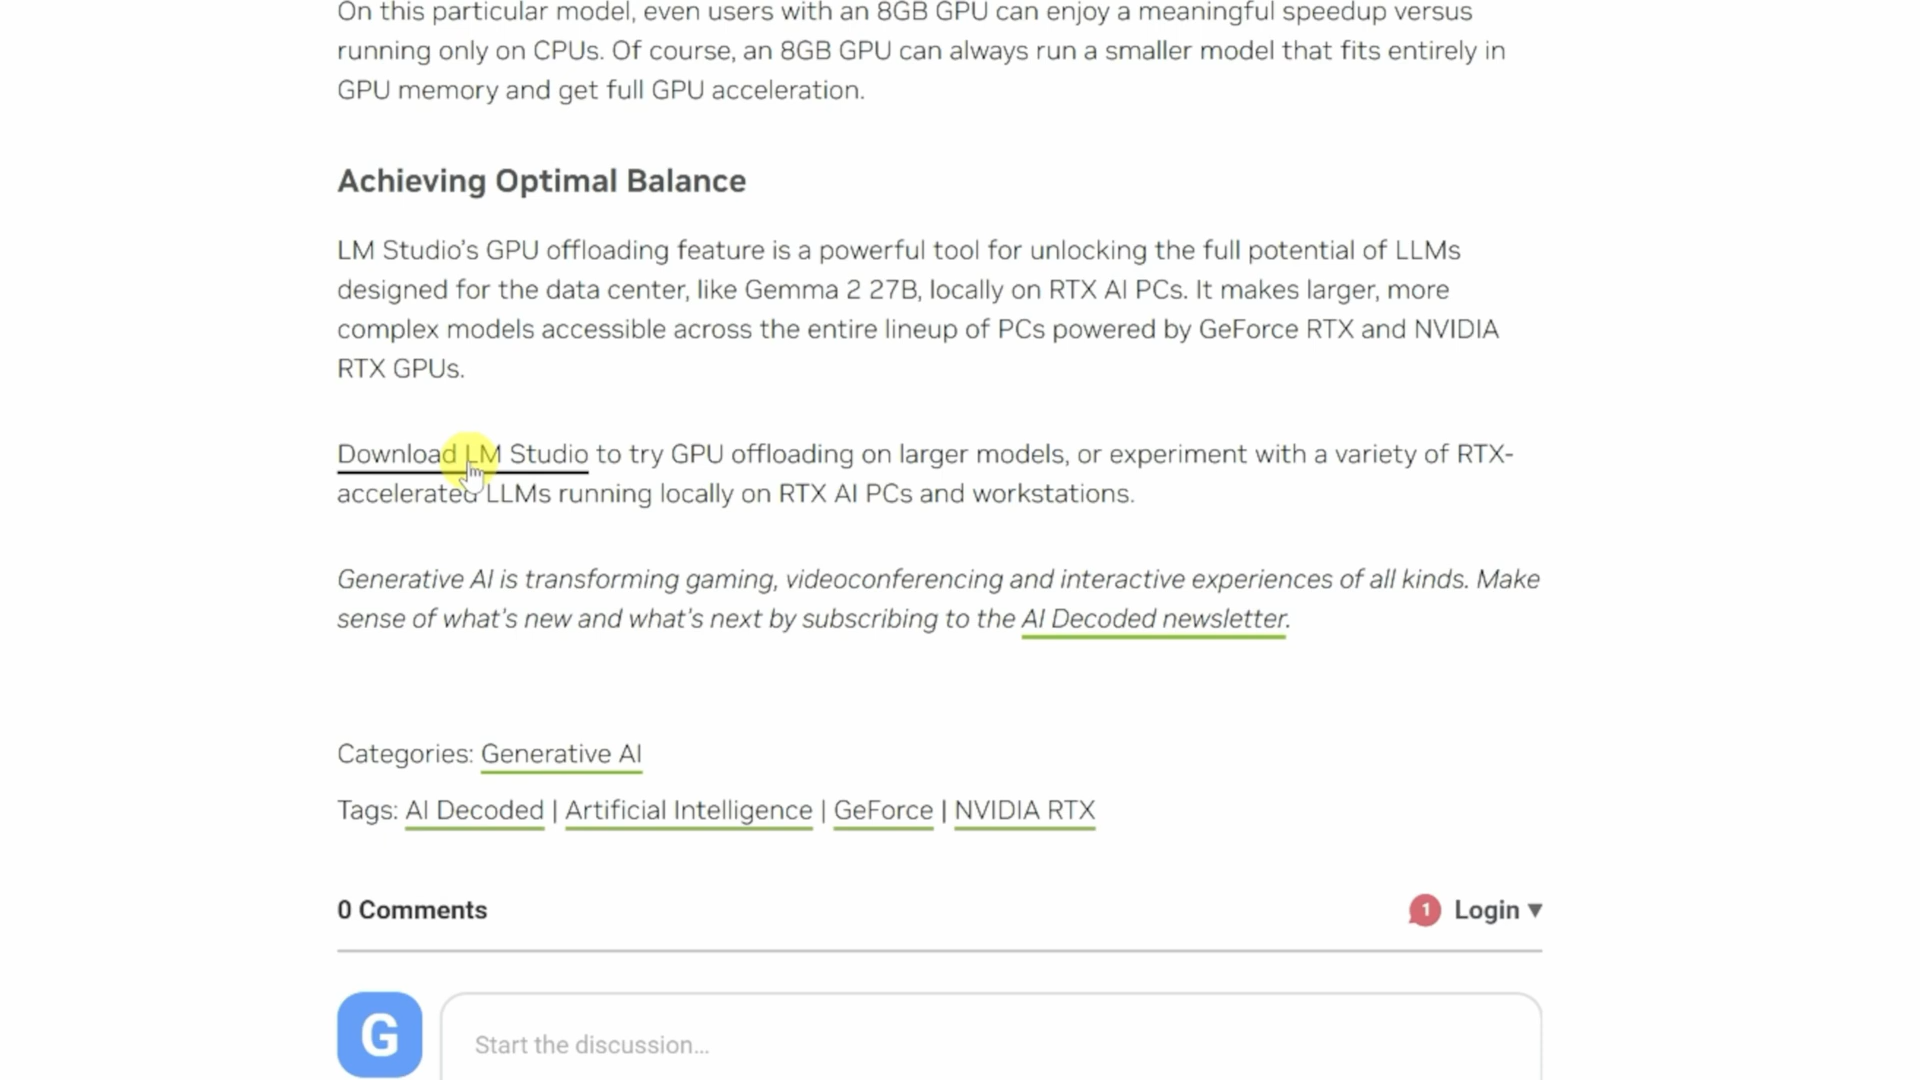 On this particular model, even users with an 8GB GPU can enjoy a meaningful speedup versus
running only on CPUs. Of course, an 8GB GPU can always run a smaller model that fits entirely in
GPU memory and get full GPU acceleration.
Achieving Optimal Balance
LM Studio’s GPU offloading feature is a powerful tool for unlocking the full potential of LLMs
designed for the data center, like Gemma 2 27B, locally on RTX AI PCs. It makes larger, more
complex models accessible across the entire lineup of PCs powered by GeForce RTX and NVIDIA
RTX GPUs.
Download LM Studio to try GPU offloading on larger models, or experiment with a variety of RTX-
accelerated LLMs running locally on RTX AI PCs and workstations.
Generative AI is transforming gaming, videoconferencing and interactive experiences of all kinds. Make
sense of what’s new and what’s next by subscribing to the AI Decoded newsletter.
Categories: Generative AI
Tags: AI Decoded | Artificial Intelligence | GeForce | NVIDIA RTX
0 Comments
1 Login ▼
G
Start the discussion…